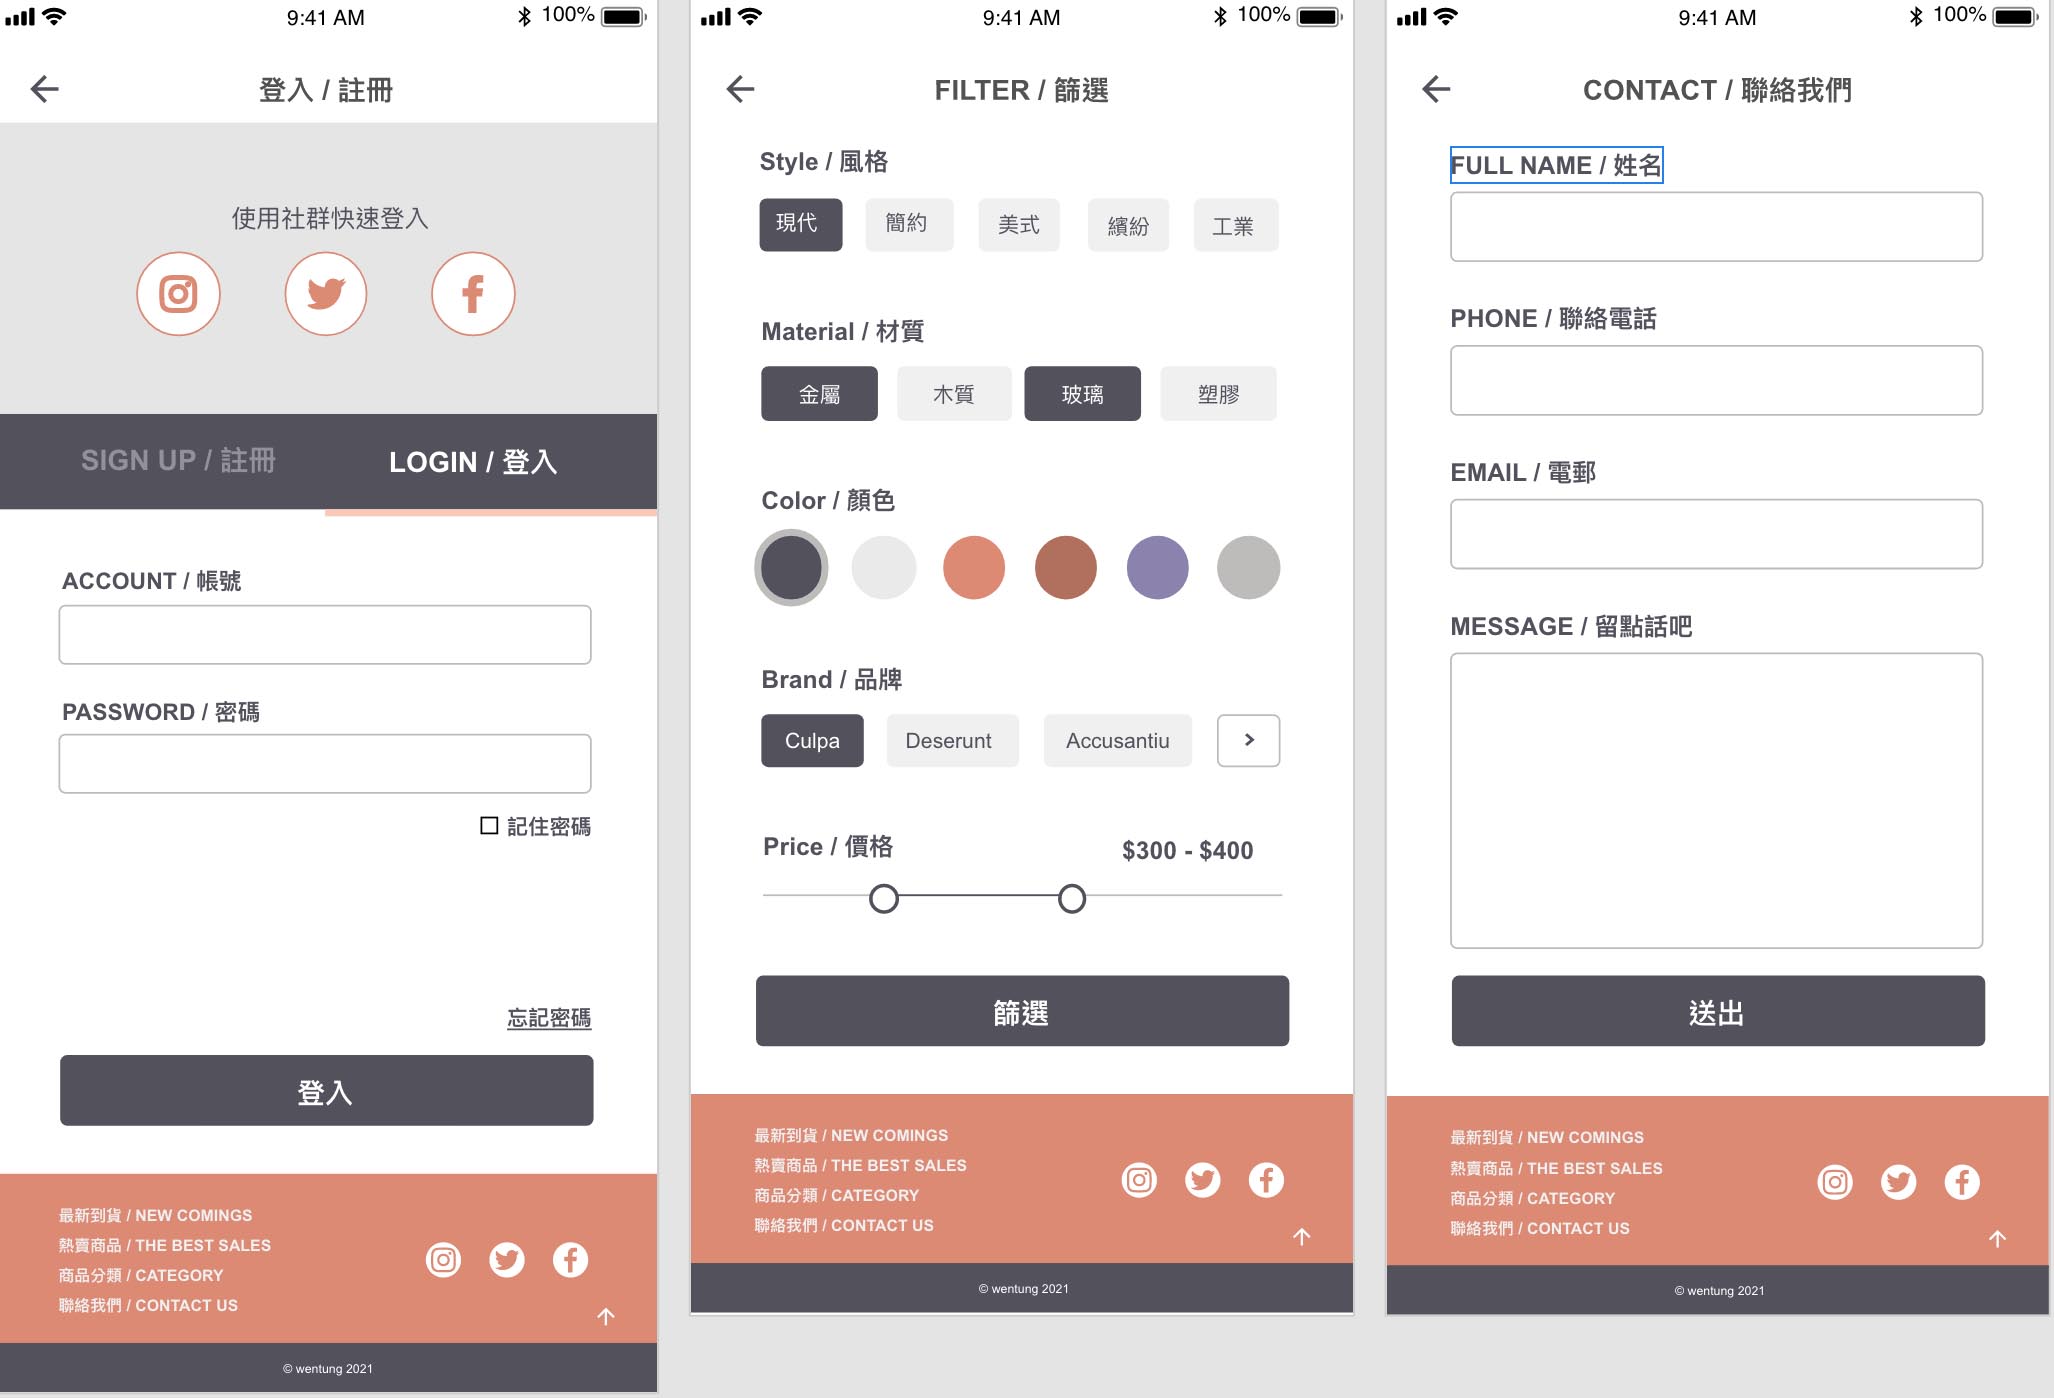 9:41 AM
100%
登入 / 註冊
使用社群快速登入
SIGN UP / 註冊
LOGIN / 登入
ACCOUNT / 帳號
PASSWORD / 密碼
記住密碼
忘記密碼
登入
最新到貨 / NEW COMINGS
熱賣商品 / THE BEST SALES
商品分類 / CATEGORY
聯絡我們 / CONTACT US
© wentung 2021
9:41 AM
100%
FILTER / 篩選
Style / 風格
現代
簡約
美式
繽紛
工業
Material / 材質
金屬
木質
玻璃
塑膠
Color / 顏色
Brand / 品牌
Culpa
Deserunt
Accusantiu
Price / 價格
$300 - $400
篩選
最新到貨 / NEW COMINGS
熱賣商品 / THE BEST SALES
商品分類 / CATEGORY
聯絡我們 / CONTACT US
© wentung 2021
9:41 AM
100%
CONTACT / 聯絡我們
FULL NAME / 姓名
PHONE / 聯絡電話
EMAIL / 電郵
MESSAGE / 留點話吧
送出
最新到貨 / NEW COMINGS
熱賣商品 / THE BEST SALES
商品分類 / CATEGORY
聯絡我們 / CONTACT US
© wentung 2021